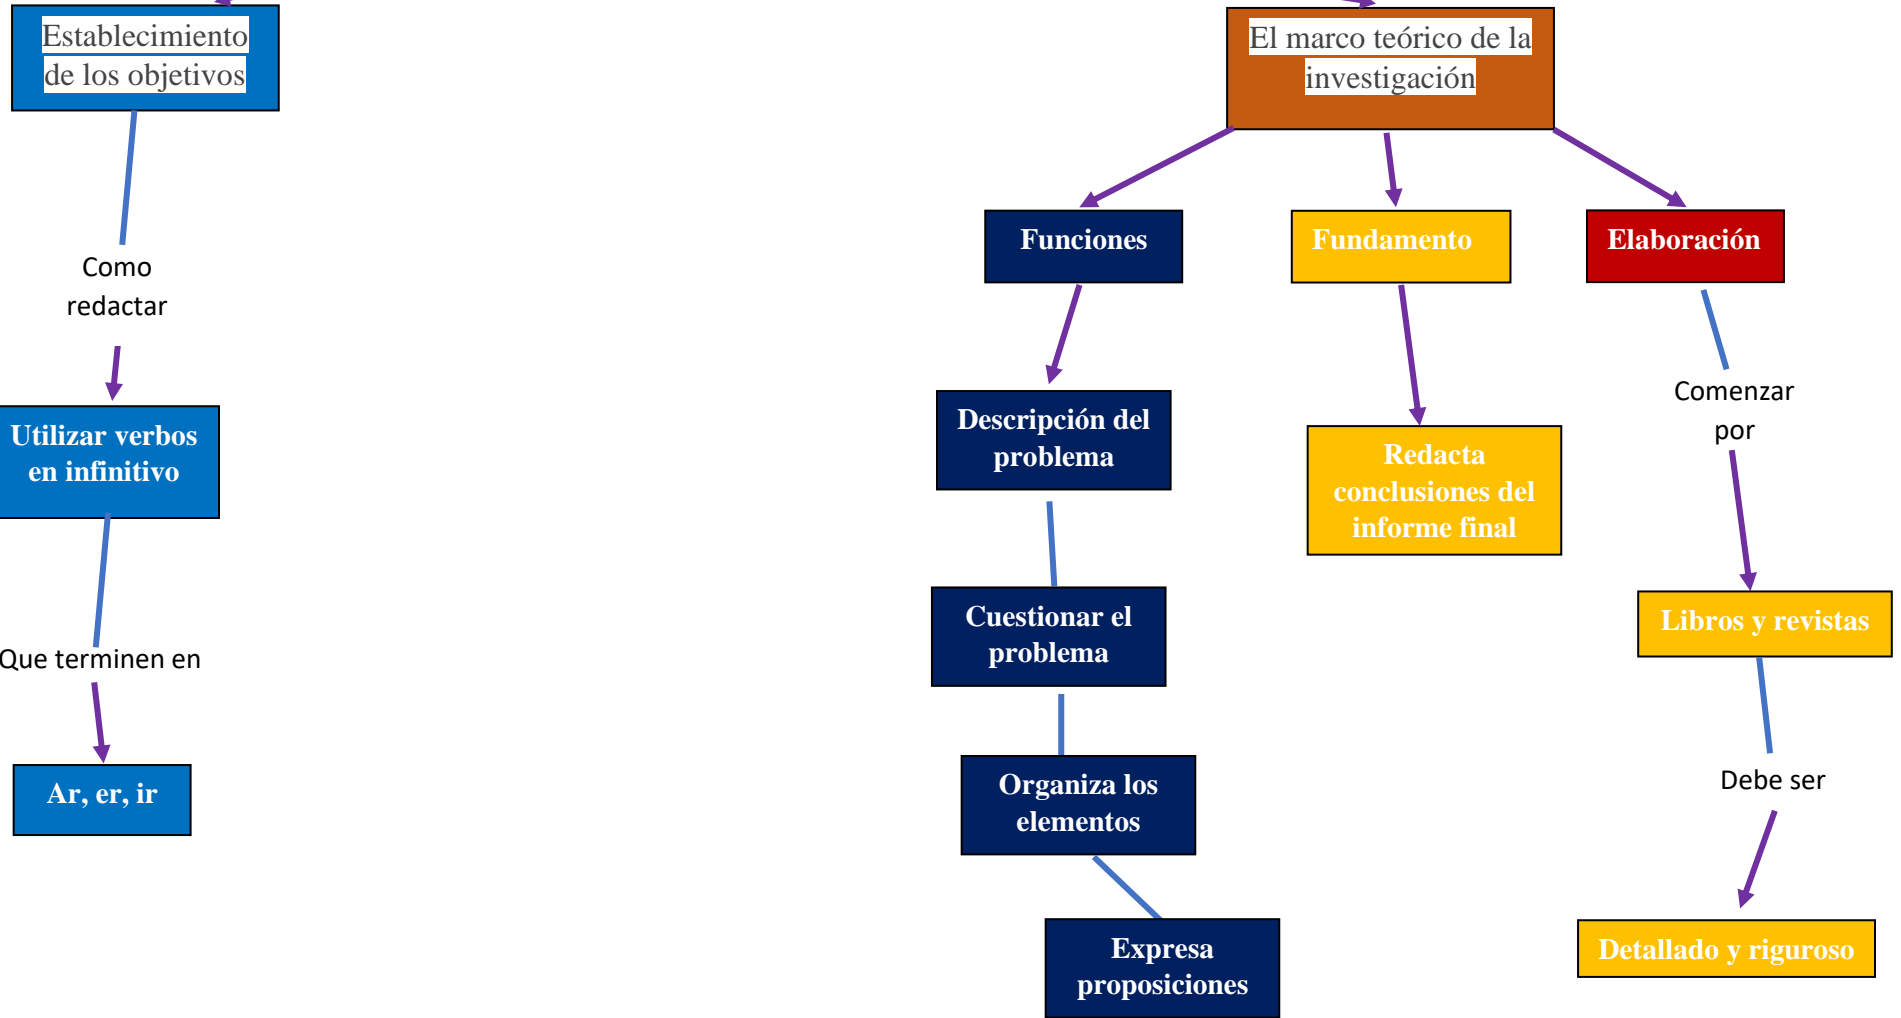 Establecimiento
de los objetivos
Como
redactar
Utilizar verbos
en infinitivo
Que terminen en
Ar, er, ir
El marco teórico de la
investigación
Funciones
Descripción del
problema
Cuestionar el
problema
Organiza los
elementos
Expresa
proposiciones
Fundamento
Redacta
conclusiones del
informe final
Elaboración
Comenzar
por
Libros y revistas
Debe ser
Detallado y riguroso